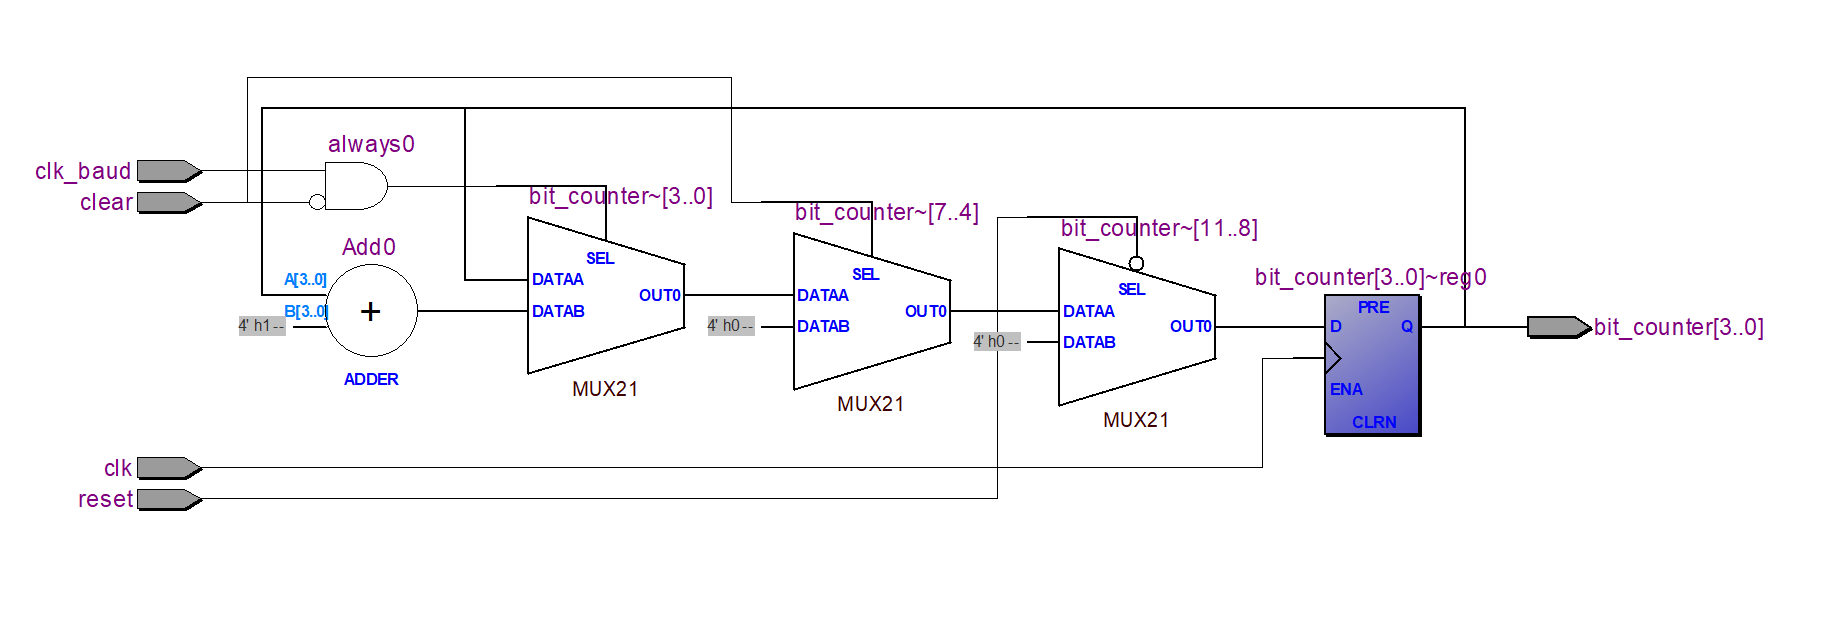 always0
clk_baud
clear
bit_counter~[3..0]
bit_counter~[7..4]
bit_counter~[11..8]
Add0
SEL
SEL
SEL
A[3..0]
B[3..0]
4' h1 --
+
ADDER
DATAA
DATAB
OUT0
MUX21
4' h0 --
DATAA
DATAB
OUT0
MUX21
4' h0 --
DATAA
DATAB
OUT0
MUX21
bit_counter[3..0]~reg0
PRE
D
Q
ENA
CLRN
bit_counter[3..0]
clk
reset